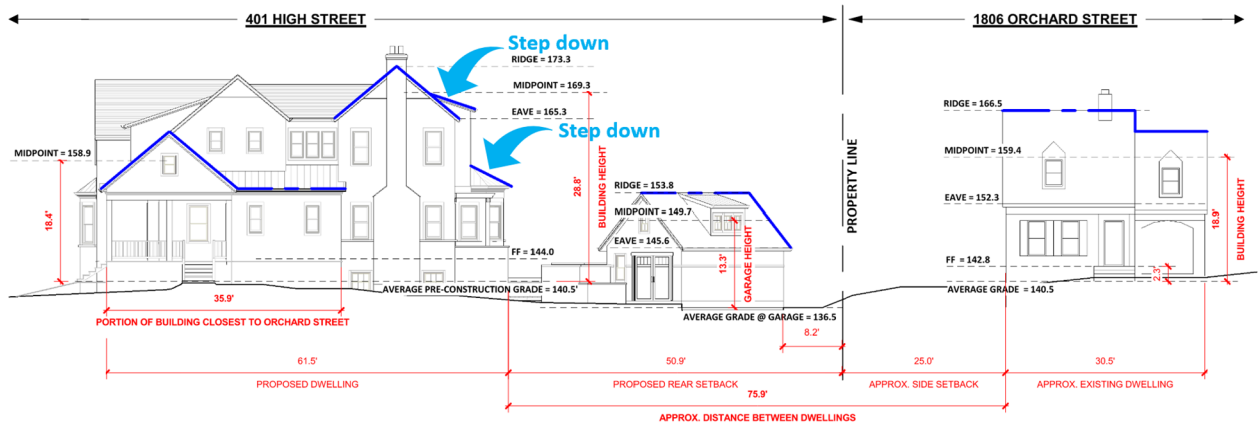 401 HIGH STREET
1806 ORCHARD STREET
Step down
RIDGE = 173.3
MIDPOINT = 169.3
EAVE = 165.3
Step down
MIDPOINT = 158.9
18.4'
28.8'
BUILDING HEIGHT
RIDGE = 153.8
MIDPOINT = 149.7
EAVE = 145.6
13.3'
GARAGE HEIGHT
PROPERTY LINE
RIDGE = 166.5
MIDPOINT = 159.4
EAVE = 152.3
18.9'
BUILDING HEIGHT
FF = 144.0
FF = 142.8
2.3'
AVERAGE PRE-CONSTRUCTION GRADE = 140.5'
AVERAGE GRADE = 140.5
35.9'
PORTION OF BUILDING CLOSEST TO ORCHARD STREET
AVERAGE GRADE @ GARAGE = 136.5
8.2'
61.5'
50.9'
25.0'
30.5'
PROPOSED DWELLING
PROPOSED REAR SETBACK
APPROX. SIDE SETBACK
APPROX. EXISTING DWELLING
75.9'
APPROX. DISTANCE BETWEEN DWELLINGS